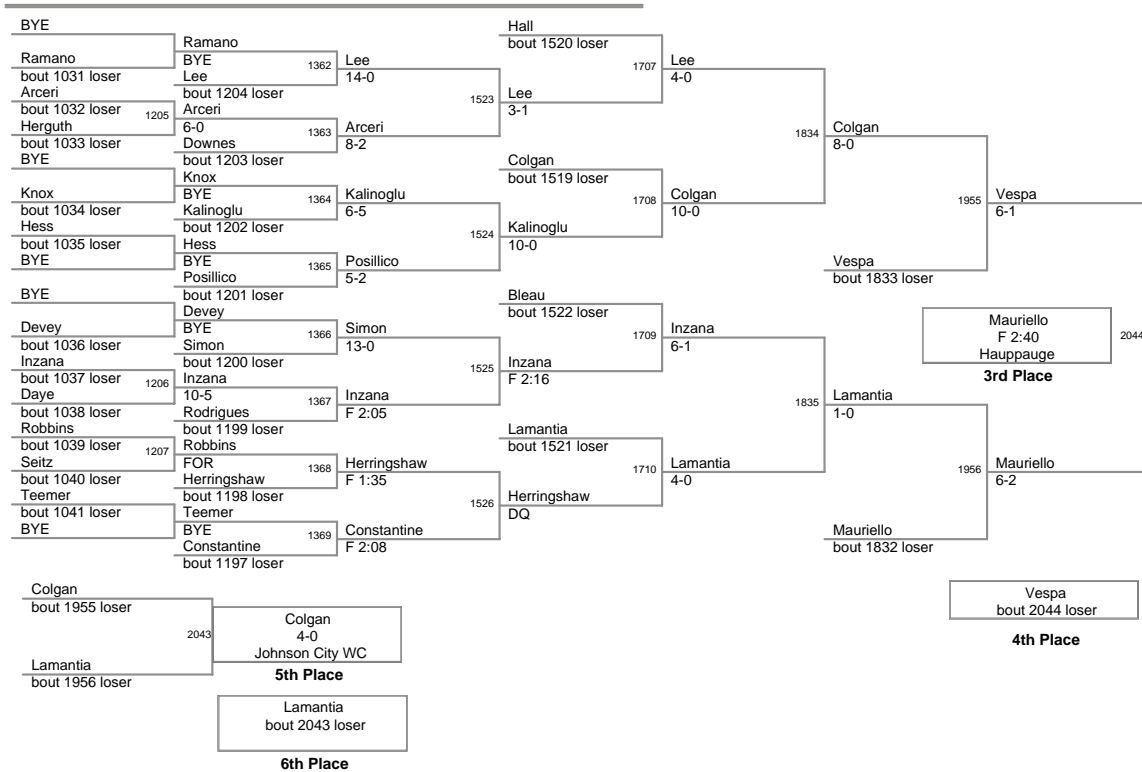 BYE
Ramano
bout 1031 loser
Arceri
bout 1032 loser
Herguth
bout 1033 loser
BYE
Knox
bout 1034 loser
Hess
bout 1035 loser
BYE
BYE
Devey
bout 1036 loser
Inzana
bout 1037 loser
Daye
bout 1038 loser
Robbins
bout 1039 loser
Seitz
bout 1040 loser
Teemer
bout 1041 loser
BYE
1205
1206
1207
Ramano
BYE
Lee
bout 1204 loser
Arceri
6-0
Downes
bout 1203 loser
Knox
BYE
Kalinoglu
bout 1202 loser
Hess
BYE
Posillico
bout 1201 loser
Devey
BYE
Simon
bout 1200 loser
Inzana
10-5
Rodrigues
bout 1199 loser
Robbins
FOR
Herringshaw
bout 1198 loser
Teemer
BYE
Constantine
bout 1197 loser
1362
1363
1364
1365
1366
1367
1368
1369
Lee
14-0
Arceri
8-2
Kalinoglu
6-5
Posillico
5-2
Simon
13-0
Inzana
F 2:05
Herringshaw
F 1:35
Constantine
F 2:08
1523
1524
1525
1526
Hall
bout 1520 loser
Lee
3-1
Colgan
bout 1519 loser
Kalinoglu
10-0
Bleau
bout 1522 loser
Inzana
F 2:16
Lamantia
bout 1521 loser
Herringshaw
DQ
1707
1708
1709
1710
Lee
4-0
Colgan
10-0
Inzana
6-1
Lamantia
4-0
1834
1835
Colgan
8-0
Vespa
bout 1833 loser
Lamantia
1-0
Mauriello
bout 1832 loser
1955
1956
Vespa
6-1
Mauriello
6-2
Mauriello
F 2:40
Hauppauge
2044
3rd Place
Vespa
bout 2044 loser
4th Place
Colgan
bout 1955 loser
Lamantia
bout 1956 loser
2043
Colgan
4-0
Johnson City WC
5th Place
Lamantia
bout 2043 loser
6th Place